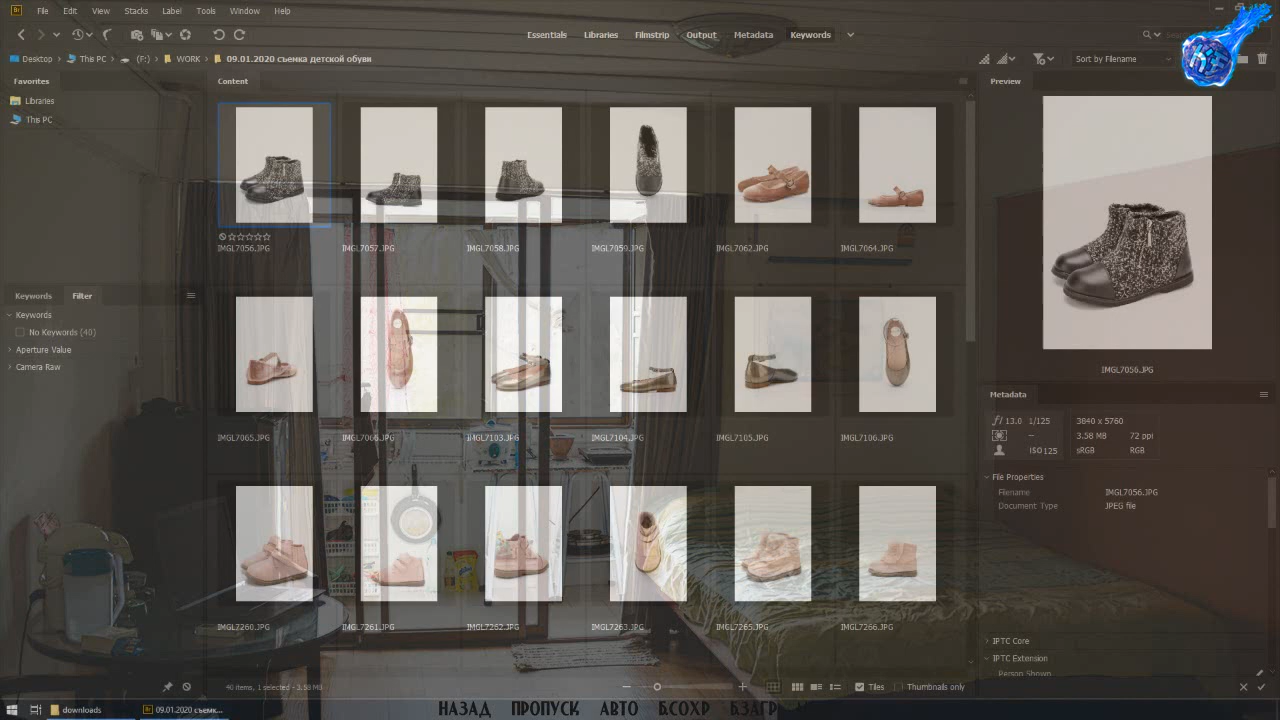 Br File Edit View Stacks Label Tools Window Help
Essentials Libraries Filmstrip Output Metadata Keywords
Desktop > This PC > (F:) > WORK > 09.01.2020 съемка детской обуви
Sort by Filename
Favorites
Libraries
This PC
Content
IMGL7056.JPG IMGL7057.JPG IMGL7058.JPG IMGL7059.JPG IMGL7062.JPG IMGL7064.JPG
IMGL7065.JPG IMGL7066.JPG IMGL7103.JPG IMGL7104.JPG IMGL7105.JPG IMGL7106.JPG
IMGL7260.JPG IMGL7261.JPG IMGL7262.JPG IMGL7263.JPG IMGL7265.JPG IMGL7266.JPG
Keywords Filter
Keywords
No Keywords (40)
Aperture Value
Camera Raw
Preview
IMGL7056.JPG
Metadata
f/ 13.0 1/125
--
ISO 125
3840 x 5760
3.58 MB 72 ppi
sRGB RGB
File Properties
Filename IMGL7056.JPG
Document Type JPEG file
IPTC Core
IPTC Extension
Person Shown
40 items, 1 selected - 3.58 MB
Tiles Thumbnails only
downloads
Br 09.01.2020 съемк...
НАЗАД ПРОПУСК АВТО Б.СОХР Б.ЗАГР